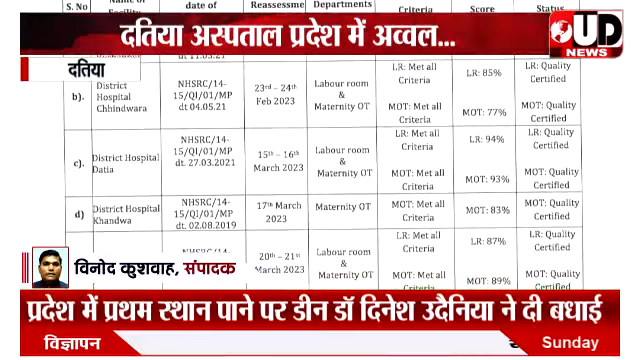 S. No
Name of
Facility
date of
Reassessme
Departments
Criteria
Score
Status
दतिया अस्पताल प्रदेश में अव्वल...
UD
NEWS
दतिया
dt 11.03.21
b).
District
Hospital
Chhindwara
NHSRC/14-
15/QI/01/MP
dt 04.05.21
23rd – 24th
Feb 2023
Labour room
&
Maternity OT
LR: Met all
Criteria
MOT: Met all
Criteria
LR: 85%
MOT: 77%
LR: Quality
Certified
MOT: Quality
Certified
c).
District Hospital
Datia
NHSRC/14-
15/QI/01/MP
dt. 27.03.2021
15th – 16th
March 2023
Labour room
&
Maternity OT
LR: Met all
Criteria
MOT: Met all
Criteria
LR: 94%
MOT: 93%
LR: Quality
Certified
MOT: Quality
Certified
d)
District Hospital
Khandwa
NHSRC/14-
15/QI/01/MP
dt. 02.08.2019
17th March
2023
Maternity OT
MOT: Met all
Criteria
MOT: 83%
MOT: Quality
Certified
20th – 21st
March 2023
Labour room
&
Maternity OT
LR: Met all
Criteria
MOT: Met all
Criteria
LR: 87%
MOT: 89%
LR: Quality
Certified
MOT: Quality
विनोद कुशवाह, संपादक
प्रदेश में प्रथम स्थान पाने पर डीन डॉ दिनेश उदैनिया ने दी बधाई
विज्ञापन
Sunday